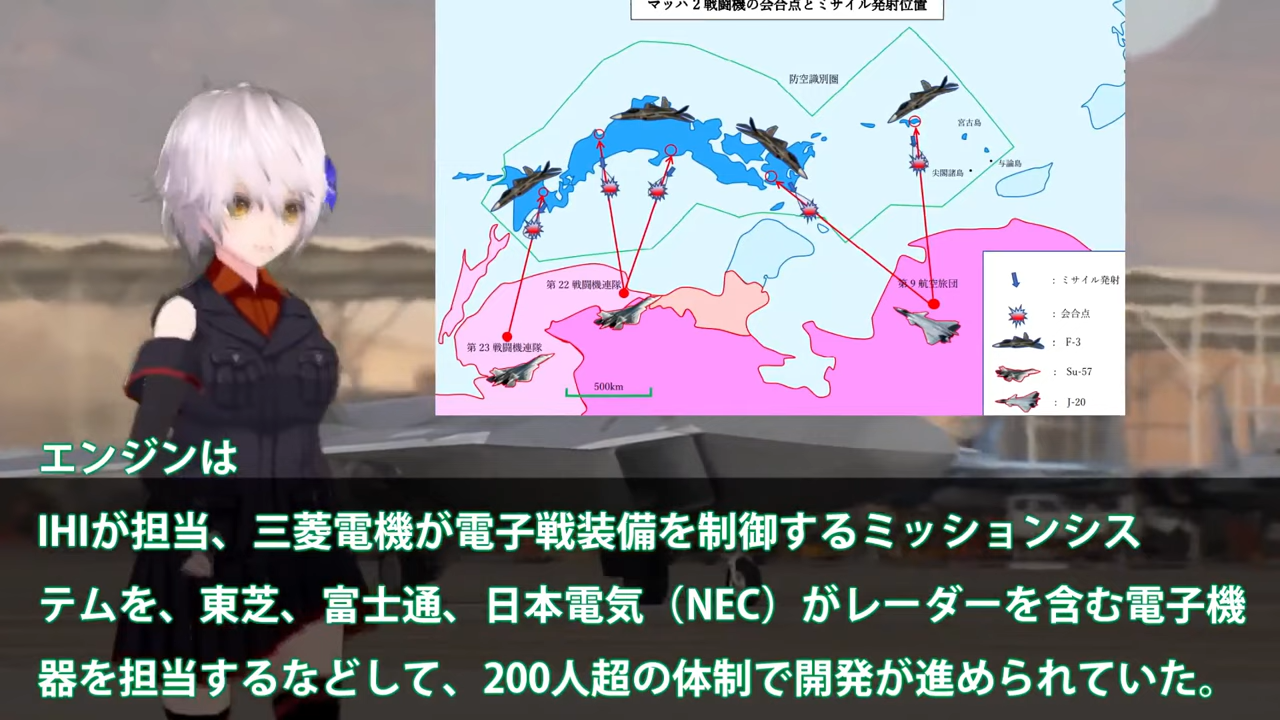 マッハ2戦闘機の会合点とミサイル発射位置
防空識別圏
宮古島
与論島
尖閣諸島
第22戦闘機連隊
第9航空旅団
第23戦闘機連隊
500km
：ミサイル発射
：会合点
： F-3
： Su-57
： J-20
エンジンは
IHIが担当、三菱電機が電子戦装備を制御するミッションシス
テムを、東芝、富士通、日本電気（NEC）がレーダーを含む電子機
器を担当するなどして、200人超の体制で開発が進められていた。